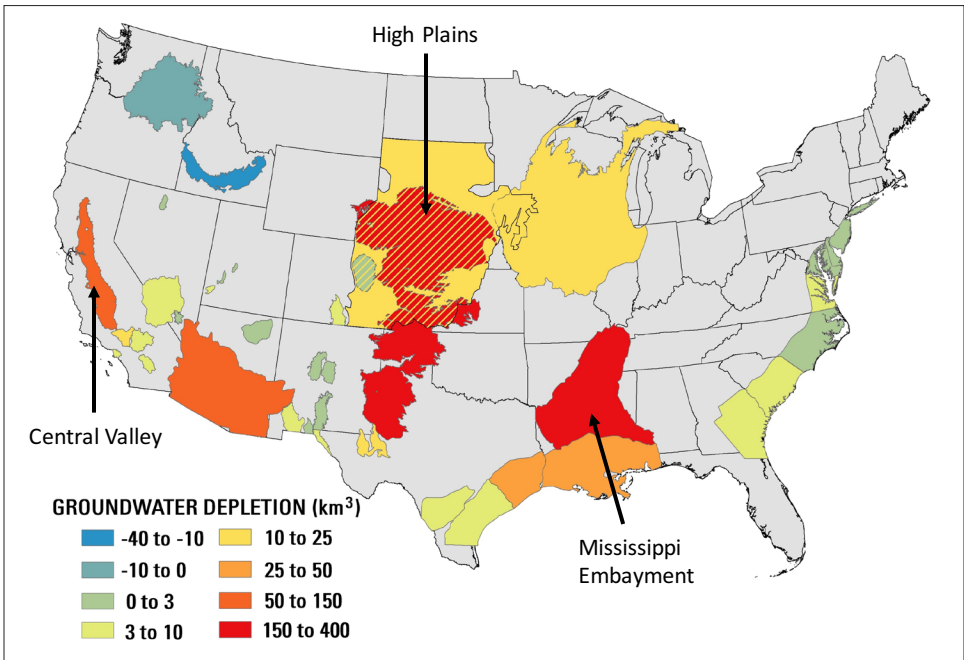 High Plains
Central Valley
GROUNDWATER DEPLETION (km³)
-40 to -10
10 to 25
-10 to 0
25 to 50
0 to 3
50 to 150
3 to 10
150 to 400
Mississippi
Embayment